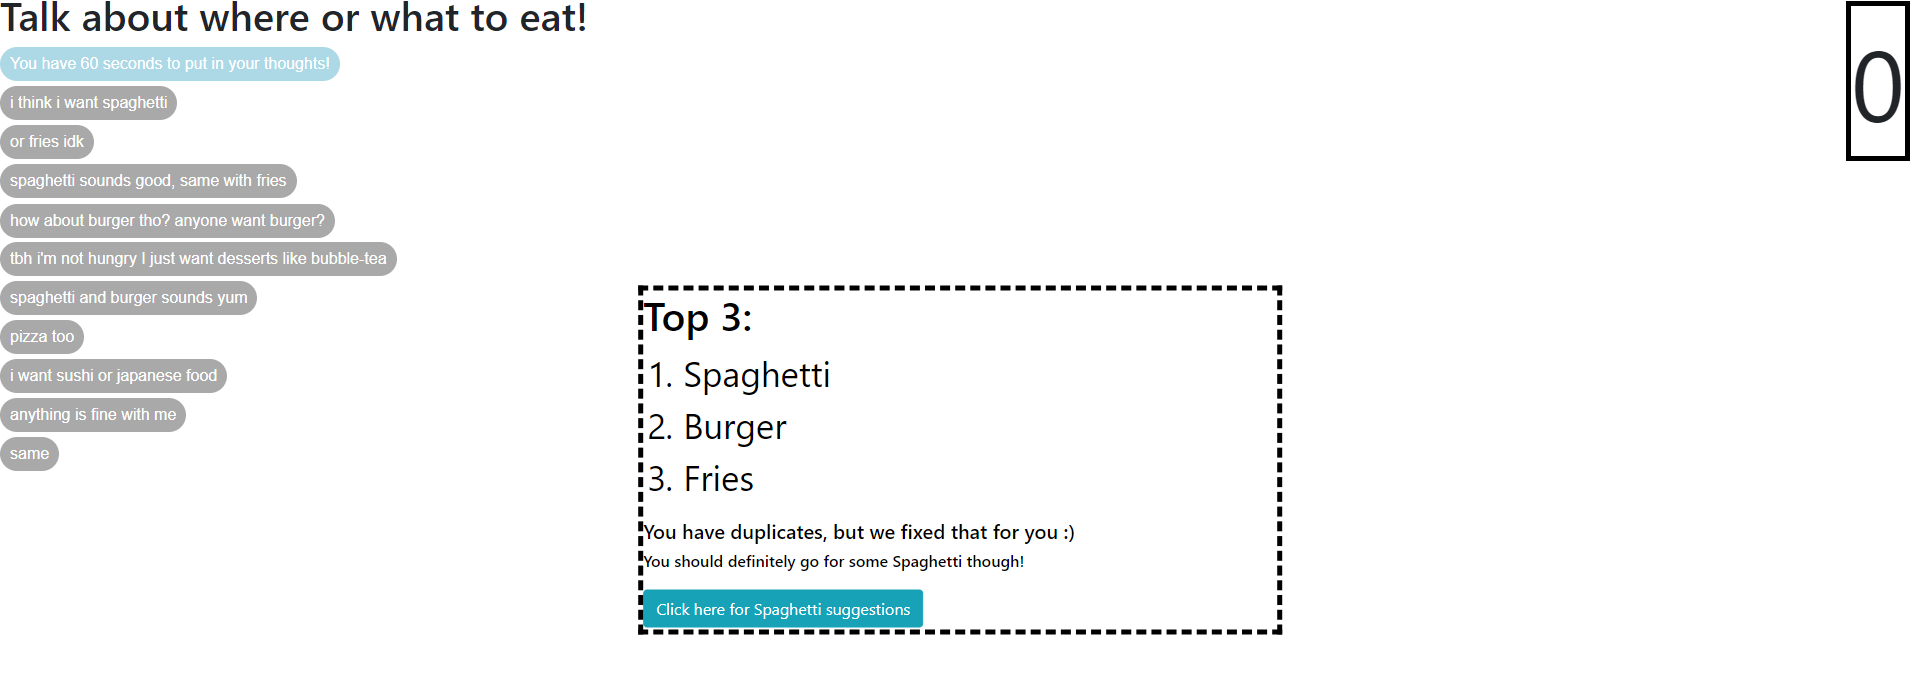 Talk about where or what to eat!
0
You have 60 seconds to put in your thoughts!
i think i want spaghetti
or fries idk
spaghetti sounds good, same with fries
how about burger tho? anyone want burger?
tbh i'm not hungry I just want desserts like bubble-tea
spaghetti and burger sounds yum
pizza too
i want sushi or japanese food
anything is fine with me
same
Top 3:
1. Spaghetti
2. Burger
3. Fries
You have duplicates, but we fixed that for you :)
You should definitely go for some Spaghetti though!
Click here for Spaghetti suggestions